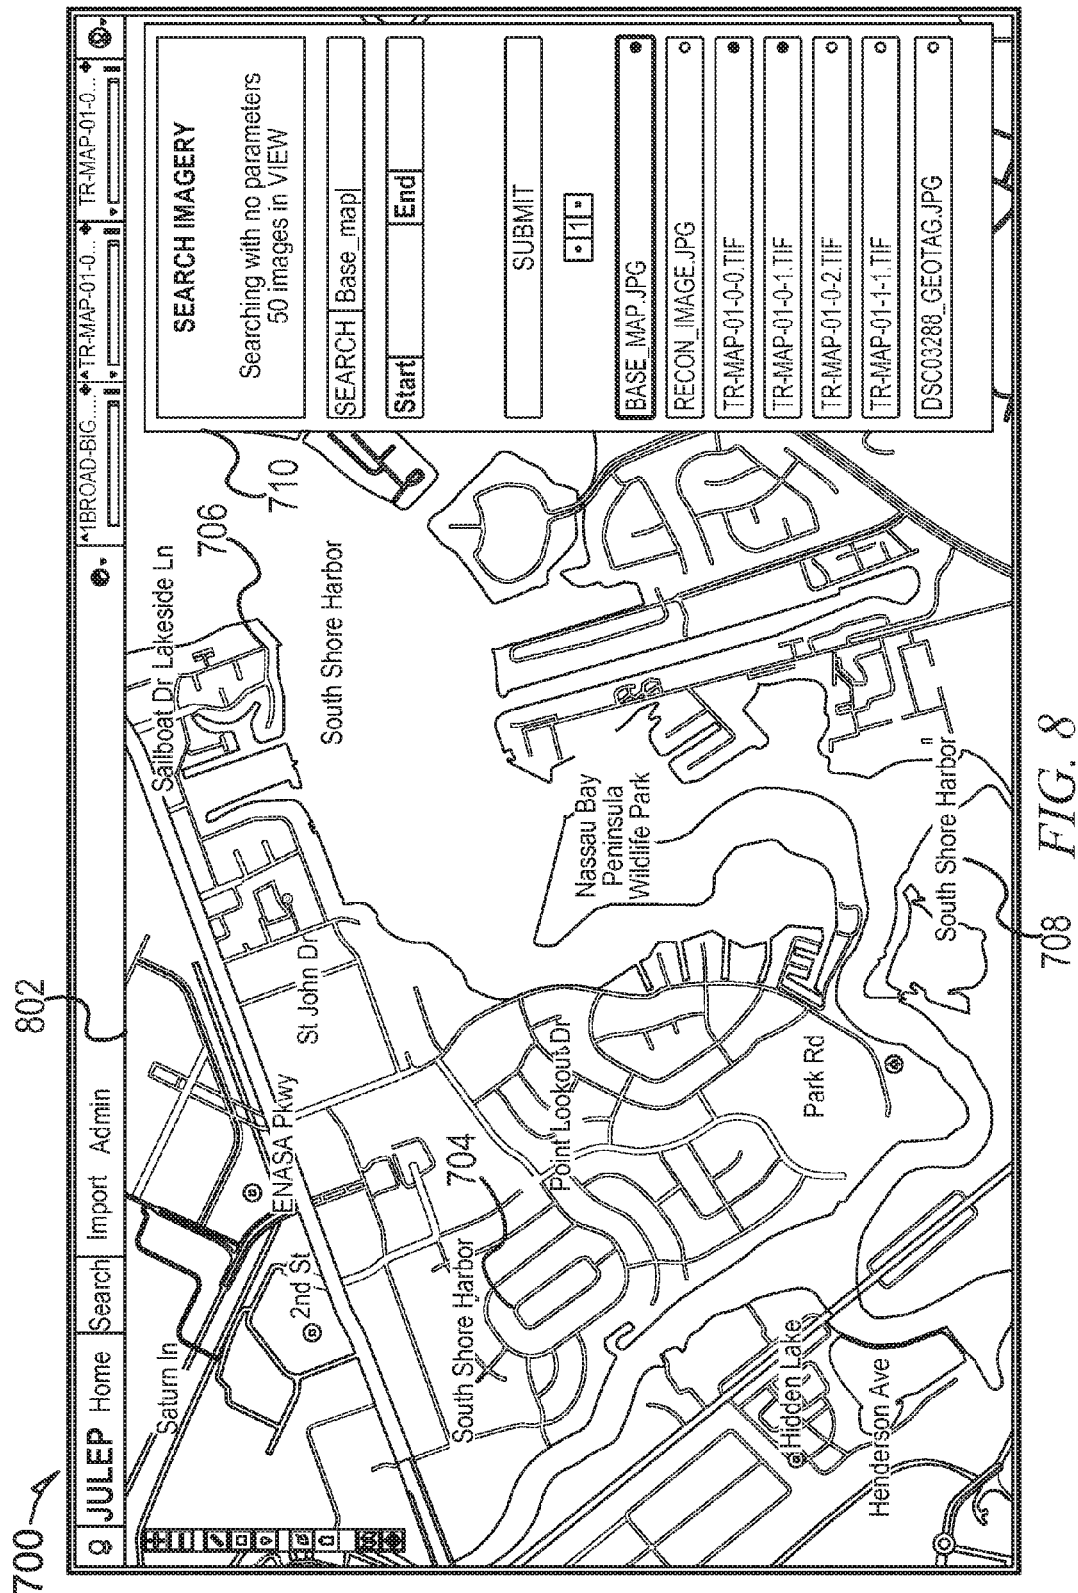 700
802
JULEP Home Search Import Admin
^1BROAD-BIG.... ^TR-MAP-01-0... TR-MAP-01-0...
SEARCH IMAGERY
Searching with no parameters
50 images in VIEW
SEARCH Base_map
Start End
SUBMIT
1
BASE_MAP.JPG
RECON_IMAGE.JPG
TR-MAP-01-0-0.TIF
TR-MAP-01-0-1.TIF
TR-MAP-01-0-2.TIF
TR-MAP-01-1-1.TIF
DSC03288_GEOTAG.JPG
710
706
Sailboat Dr Lakeside Ln
Saturn ln
ENASA Pkwy
2nd St
St John Dr
South Shore Harbor
704
South Shore Harbor
Point Lookout Dr
Nassau Bay
Peninsula
Wildlife Park
Park Rd
Hidden Lake
Henderson Ave
South Shore Harbor
708
FIG. 8